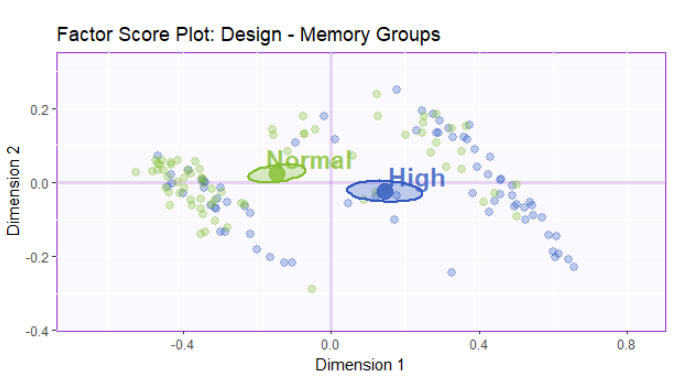 Factor Score Plot: Design - Memory Groups
Dimension 2
0.2
0.0
-0.2
-0.4
Normal
High
-0.4
0.0
0.4
0.8
Dimension 1